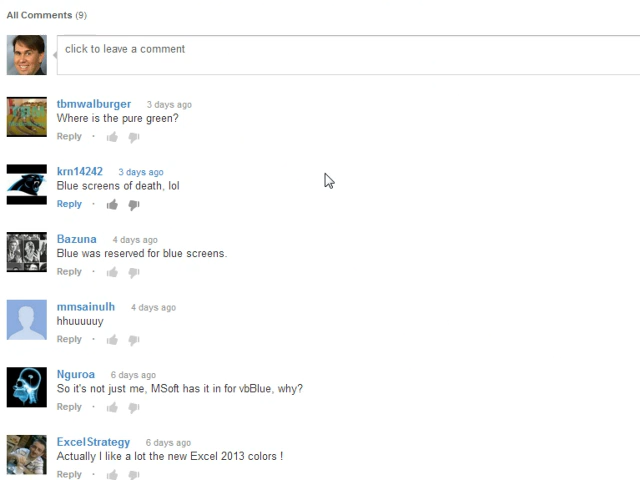 All Comments (9)
click to leave a comment
tbmwalburger 3 days ago
Where is the pure green?
Reply ·
krn14242 3 days ago
Blue screens of death, lol
Reply ·
Bazuna 4 days ago
Blue was reserved for blue screens.
Reply ·
mmsainulh 4 days ago
hhuuuuuy
Reply ·
Nguroa 6 days ago
So it's not just me, MSoft has it in for vbBlue, why?
Reply ·
ExcelStrategy 6 days ago
Actually I like a lot the new Excel 2013 colors !
Reply ·